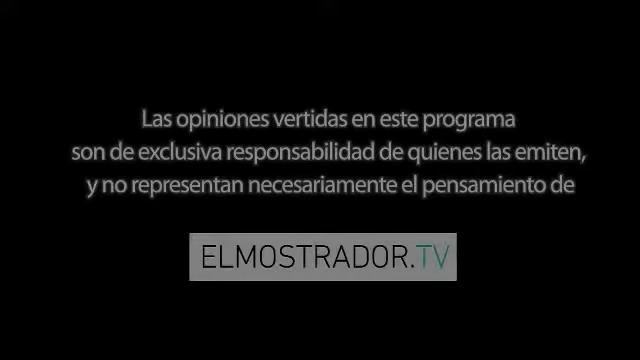 Las opiniones vertidas en este programa
son de exclusiva responsabilidad de quienes las emiten,
y no representan necesariamente el pensamiento de
ELMOSTRADOR.TV